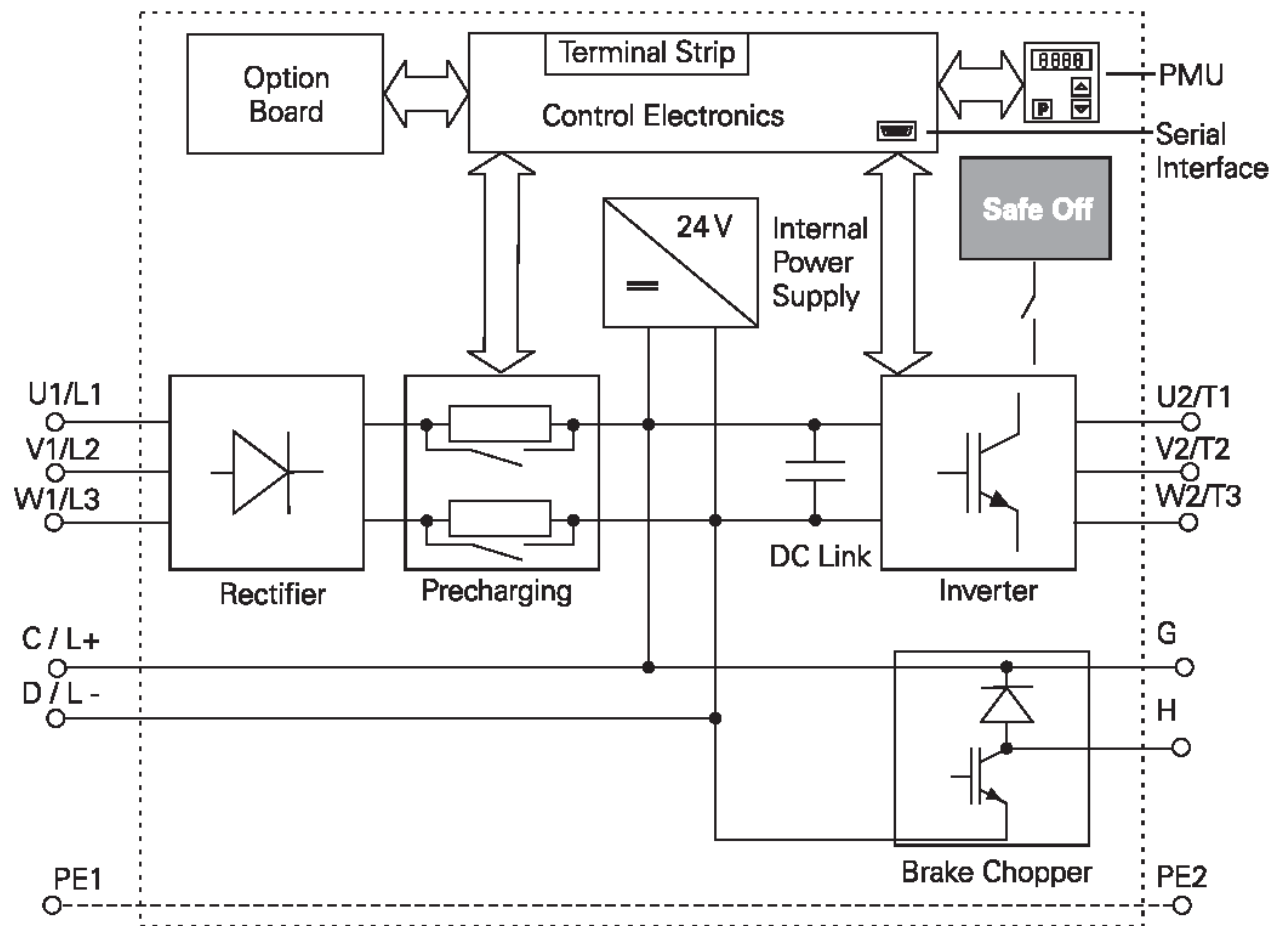 Option
Board
Terminal Strip
Control Electronics
8888
P
PMU
Serial
Interface
Safe Off
24 V
Internal
Power
Supply
U1/L1
V1/L2
W1/L3
U2/T1
V2/T2
W2/T3
DC Link
Rectifier
Precharging
Inverter
C / L+
D / L -
G
H
Brake Chopper
PE1
PE2